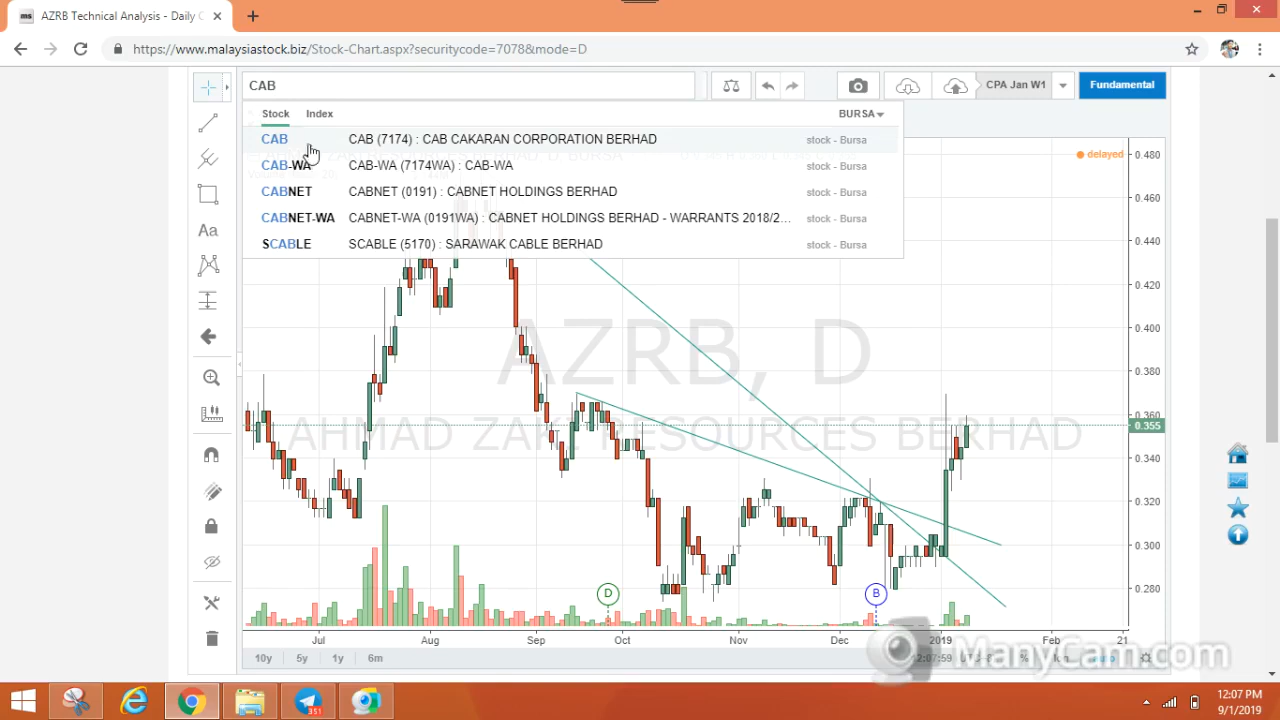 ms AZRB Technical Analysis - Daily C
https://www.malaysiastock.biz/Stock-Chart.aspx?securitycode=7078&mode=D
CAB
CPA Jan W1
Fundamental
Stock Index BURSA
CAB CAB (7174) : CAB CAKARAN CORPORATION BERHAD stock - Bursa
CAB-WA CAB-WA (7174WA) : CAB-WA stock - Bursa
CABNET CABNET (0191) : CABNET HOLDINGS BERHAD stock - Bursa
CABNET-WA CABNET-WA (0191WA) : CABNET HOLDINGS BERHAD - WARRANTS 2018/2... stock - Bursa
SCABLE SCABLE (5170) : SARAWAK CABLE BERHAD stock - Bursa
delayed
Aa
AZRB, D
AHMAD ZAKI RESOURCES BERHAD
0.480
0.460
0.440
0.420
0.400
0.380
0.360
0.355
0.340
0.320
0.300
0.280
D
B
Jul Aug Sep Oct Nov Dec 2019 Feb 21
10y 5y 1y 6m 12:07:59 % log auto
ManyCam.com
351
12:07 PM
9/1/2019